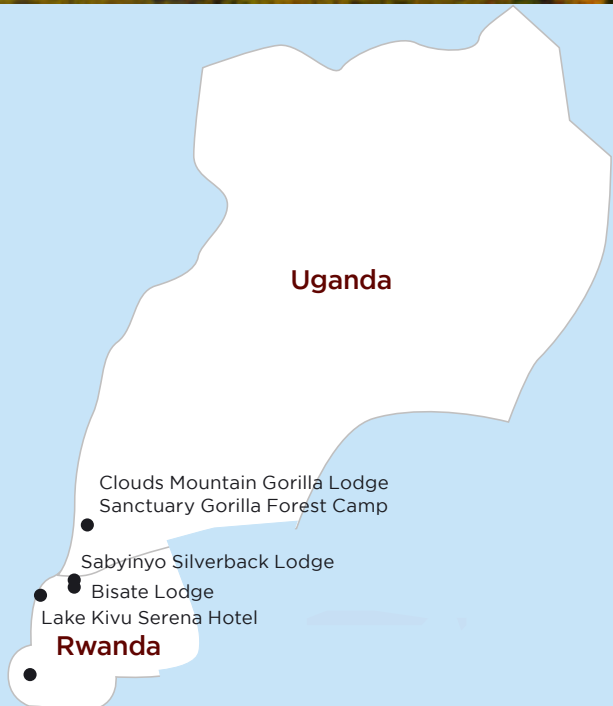 Uganda
Clouds Mountain Gorilla Lodge
Sanctuary Gorilla Forest Camp
Sabyinyo Silverback Lodge
Bisate Lodge
Lake Kivu Serena Hotel
Rwanda